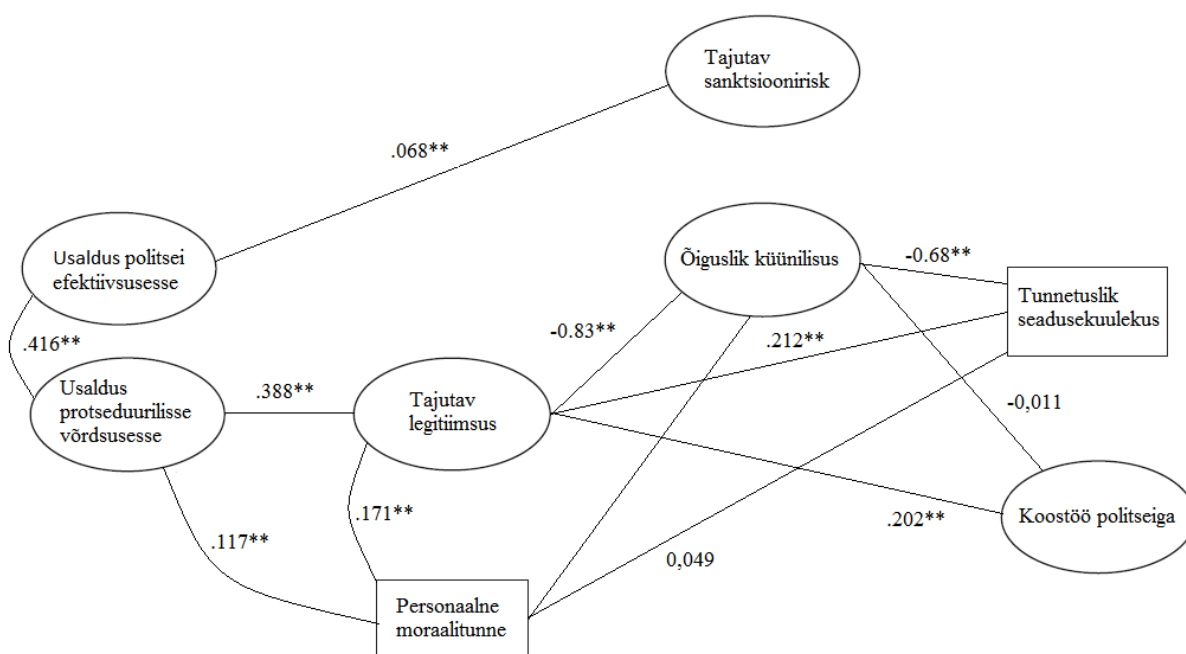 Tajutav
sanktsioonirisk
.068**
Usaldus politsei
efektiivsusesse
Õiguslik küünilisus
-0.68**
Tunnetuslik
seadusekuulekus
.416**
-0.83**
.212**
Usaldus
protseduurilisse
võrdsusesse
.388**
Tajutav
legitiimsus
-0,011
.171**
.202**
Koostöö politseiga
.117**
0,049
Personaalne
moraalitunne